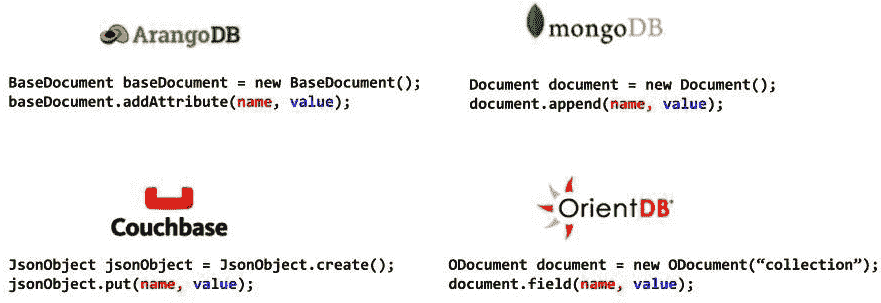 ArangoDB
BaseDocument baseDocument = new BaseDocument();
baseDocument.addAttribute(name, value);
mongoDB
Document document = new Document();
document.append(name, value);
Couchbase
JsonObject jsonObject = JsonObject.create();
jsonObject.put(name, value);
OrientDB
ODocument document = new ODocument(“collection”);
document.field(name, value);